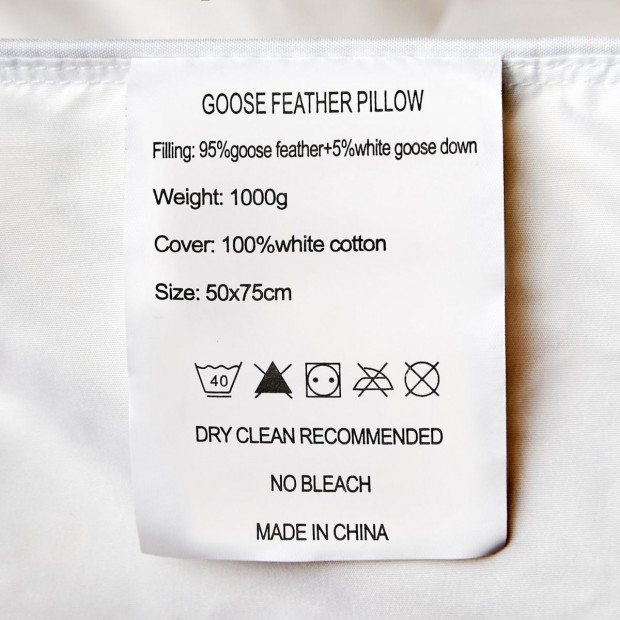 GOOSE FEATHER PILLOW
Filling: 95%goose feather+5%white goose down
Weight: 1000g
Cover: 100%white cotton
Size: 50x75cm
40
DRY CLEAN RECOMMENDED
NO BLEACH
MADE IN CHINA